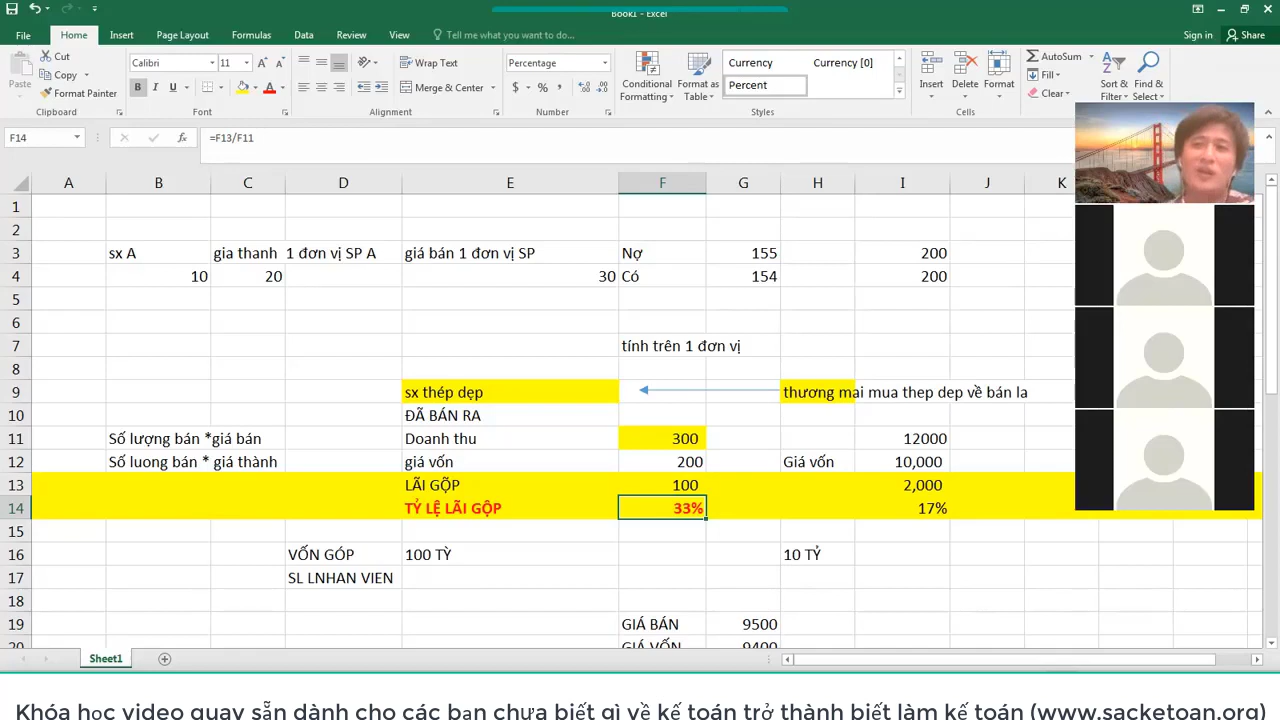 Book1 - Excel
File Home Insert Page Layout Formulas Data Review View Tell me what you want to do... Sign in Share
Paste Cut Copy Format Painter Calibri 11 Wrap Text Merge & Center Percentage Conditional Formatting Format as Table Currency Currency [0] Percent Insert Delete Format AutoSum Fill Clear Sort & Filter Find & Select
Clipboard Font Alignment Number Styles Cells
F14 =F13/F11
A B C D E F G H I J K
1
2
3 sx A gia thanh 1 đơn vị SP A giá bán 1 đơn vị SP Nợ 155 200
4 10 20 30 Có 154 200
5
6
7 tính trên 1 đơn vị
8
9 sx thép dẹp thương mai mua thep dep về bán la
10 ĐÃ BÁN RA
11 Số lượng bán *giá bán Doanh thu 300 12000
12 Số luong bán * giá thành giá vốn 200 Giá vốn 10,000
13 LÃI GỘP 100 2,000
14 TỶ LỆ LÃI GỘP 33% 17%
15
16 VỐN GÓP 100 TỲ 10 TỶ
17 SL LNHAN VIEN
18
19 GIÁ BÁN 9500
20 GIÁ VỐN 9400
Sheet1
Khóa học video quay sẵn dành cho các bạn chưa biết gì về kế toán trở thành biết làm kế toán (www.sacketoan.org)